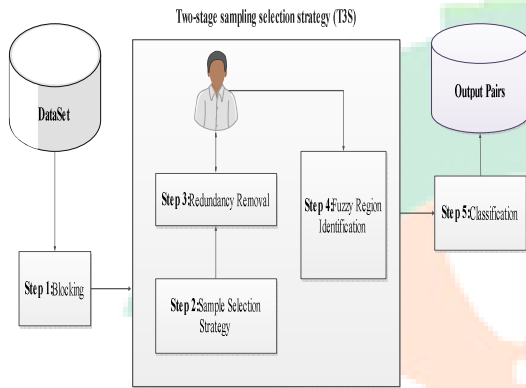 Two-stage sampling selection strategy (T3S)
DataSet
Output Pairs
Step 3:Redundancy Removal
Step 4:Fuzzy Region
Identification
Step 5:Classification
Step 1:Blocking
Step 2:Sample Selection
Strategy